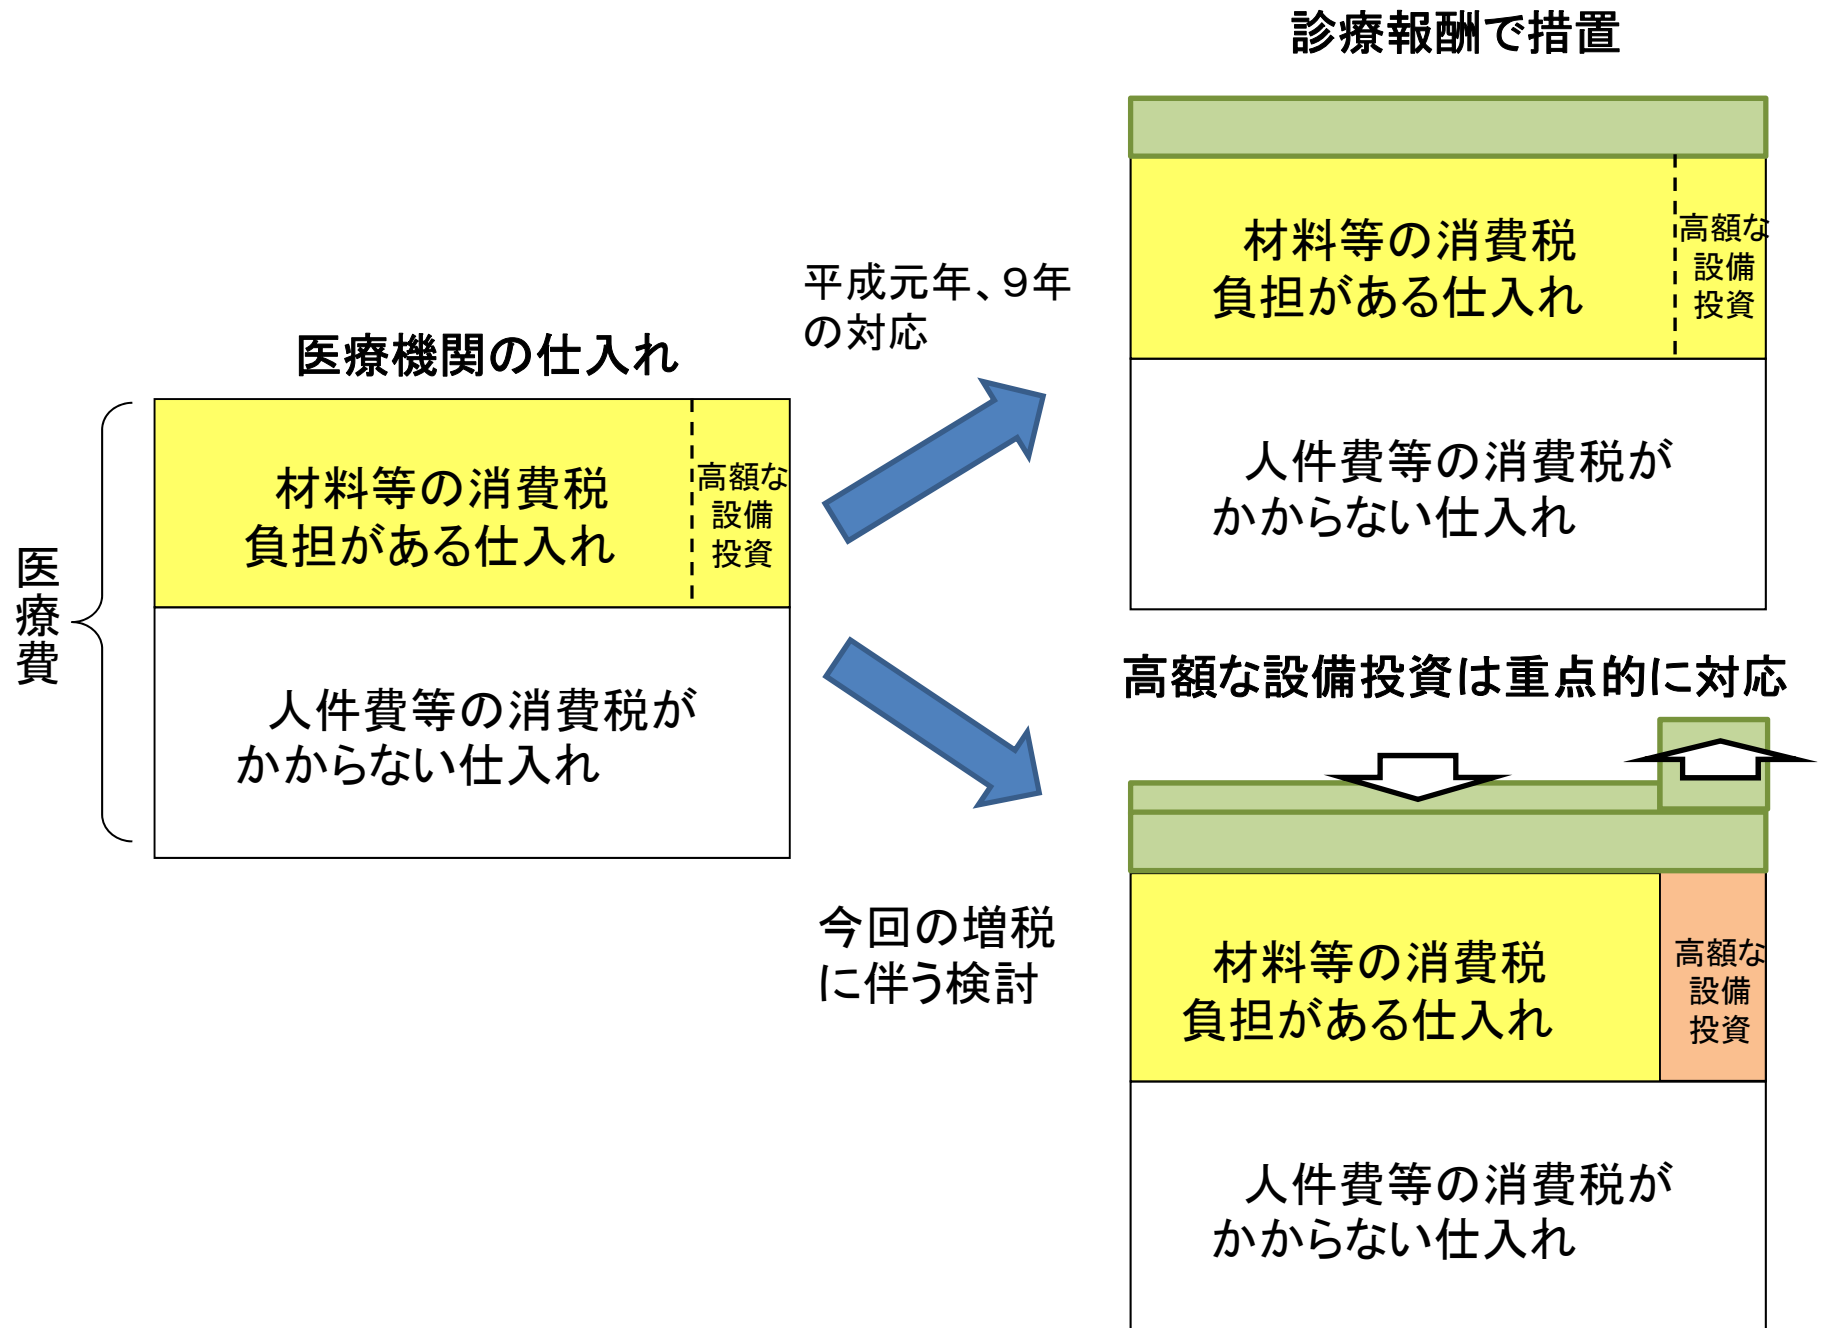 診療報酬で措置
材料等の消費税
負担がある仕入れ
高額な
設備
投資
人件費等の消費税が
かからない仕入れ
平成元年、９年
の対応
医療機関の仕入れ
材料等の消費税
負担がある仕入れ
高額な
設備
投資
人件費等の消費税が
かからない仕入れ
医療費
今回の増税
に伴う検討
高額な設備投資は重点的に対応
材料等の消費税
負担がある仕入れ
高額な
設備
投資
人件費等の消費税が
かからない仕入れ